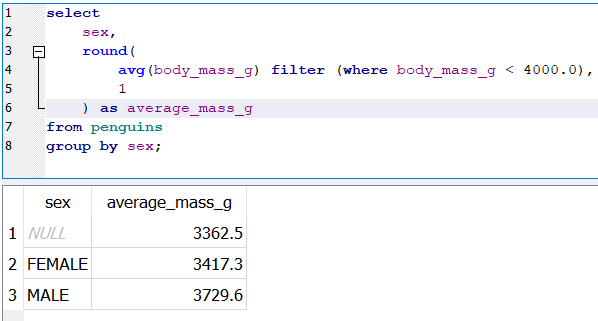 1 select
2 sex,
3 round(
4 avg(body_mass_g) filter (where body_mass_g < 4000.0),
5 1
6 ) as average_mass_g
7 from penguins
8 group by sex;
sex average_mass_g
1 NULL 3362.5
2 FEMALE 3417.3
3 MALE 3729.6